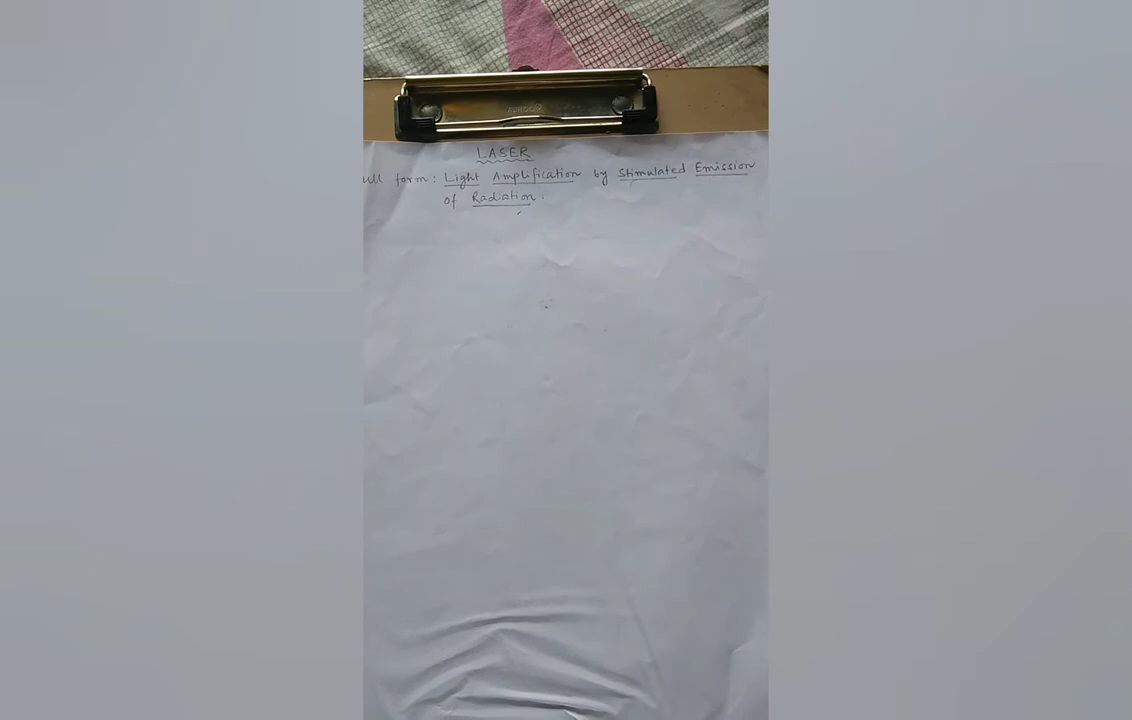 LASER
ull form: Light Amplification by Stimulated Emission
of Radiation.